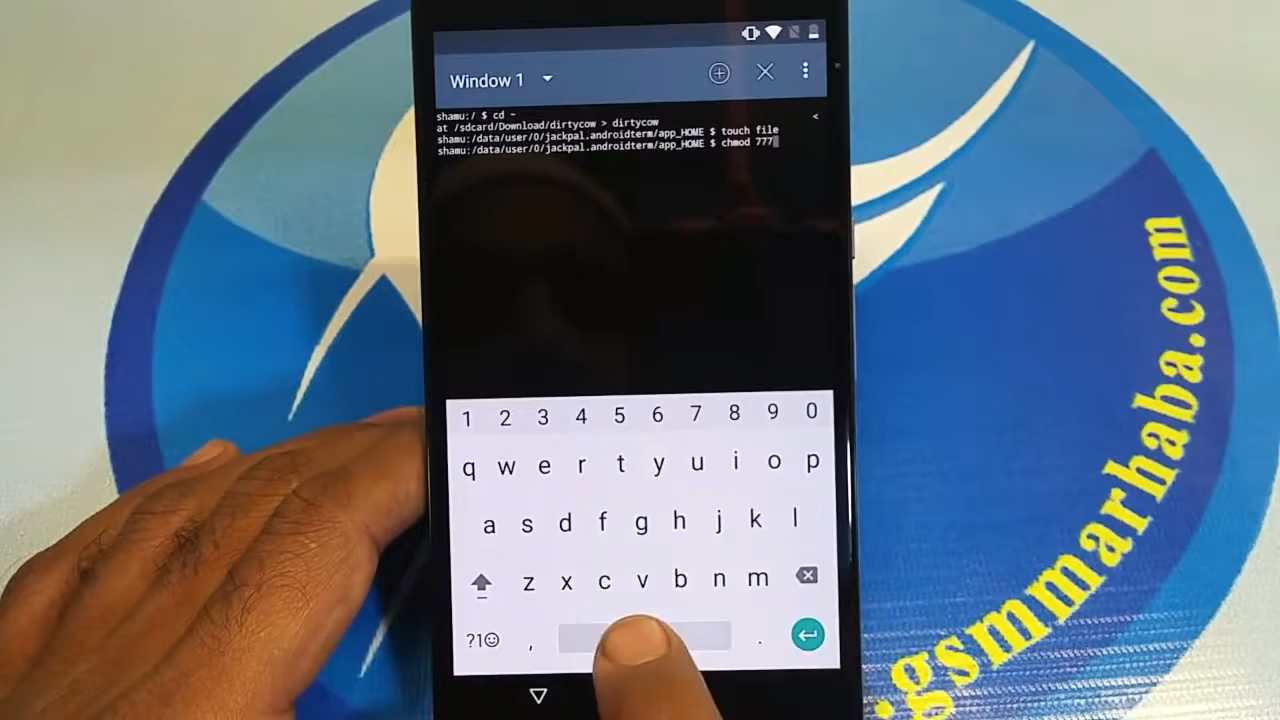 Window 1
shamu:/ $ cd ~
at /sdcard/Download/dirtycow > dirtycow <
shamu:/data/user/0/jackpal.androidterm/app_HOME $ touch file
shamu:/data/user/0/jackpal.androidterm/app_HOME $ chmod 777
1 2 3 4 5 6 7 8 9 0
q w e r t y u i o p
a s d f g h j k l
z x c v b n m
?1☺ , .
igsmmarhaba.com